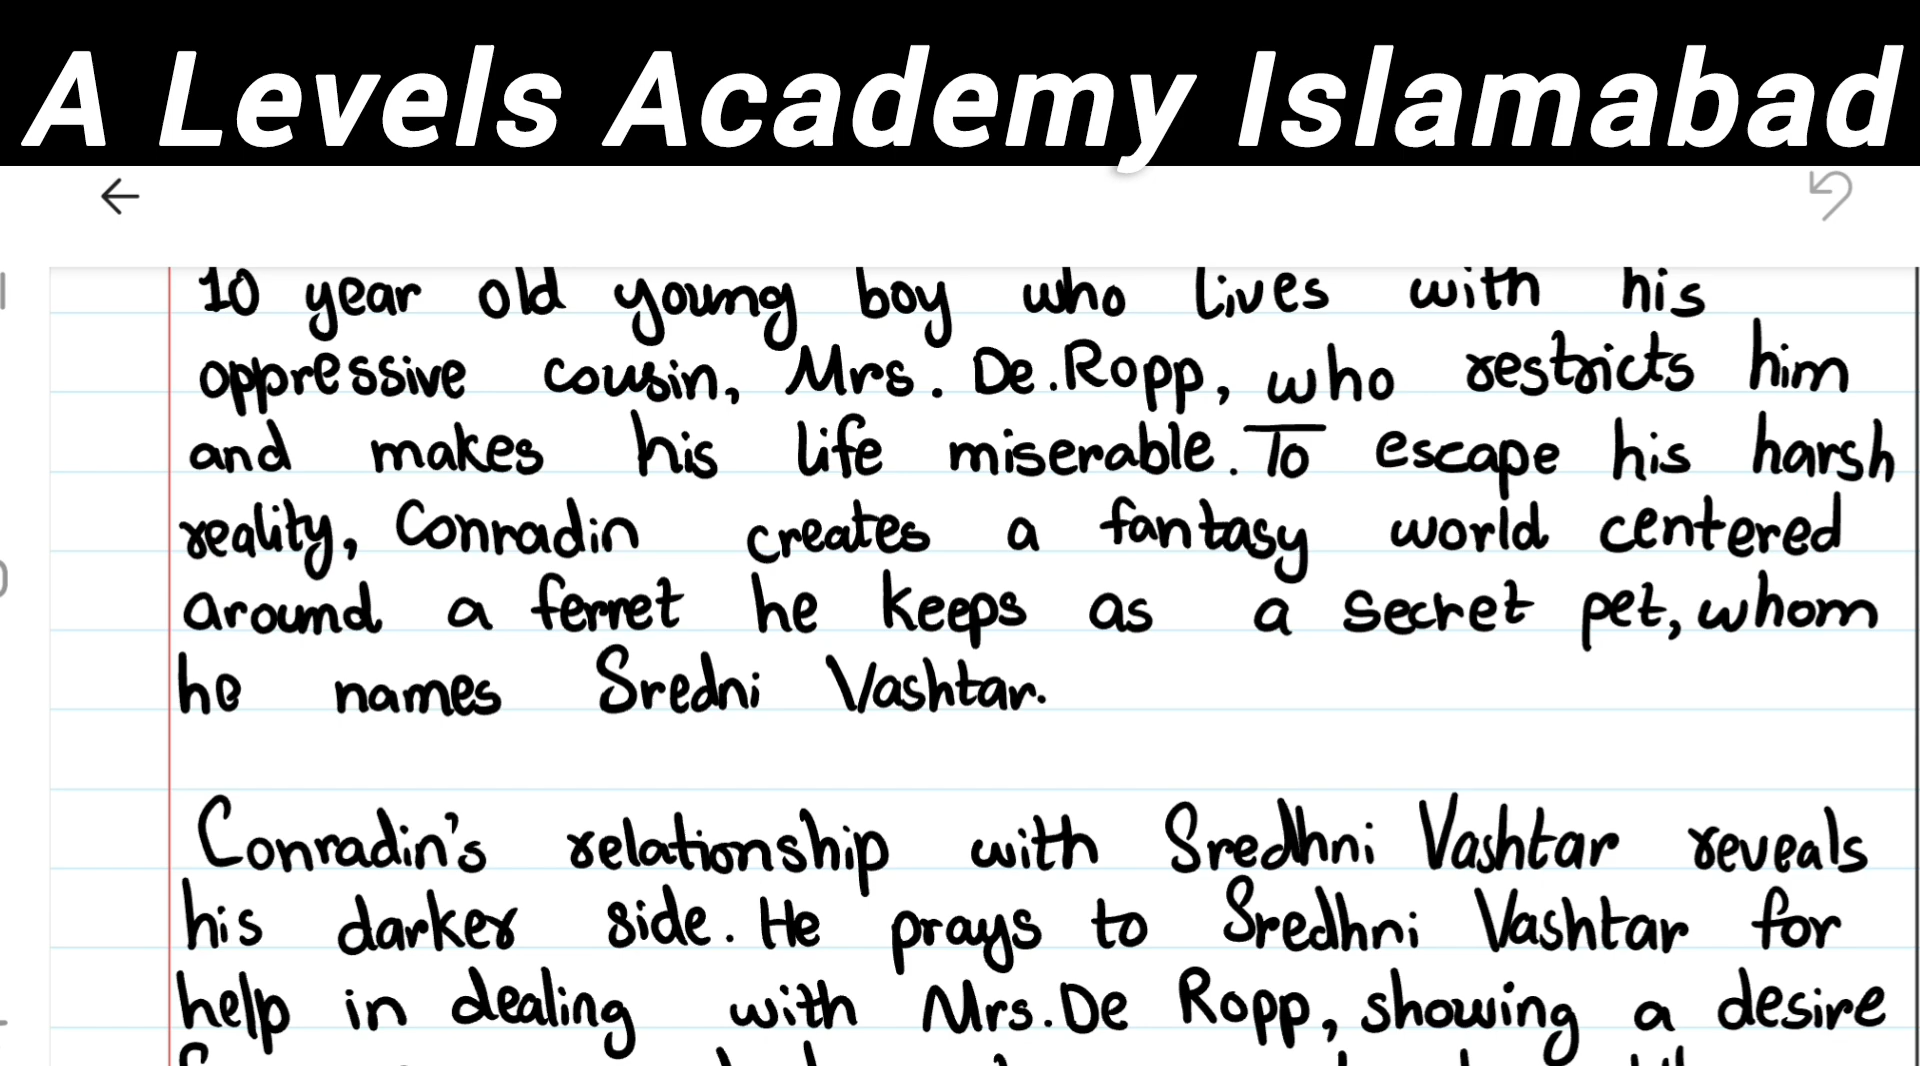 A Levels Academy Islamabad
10 year old young boy who lives with his
oppressive cousin, Mrs. De.Ropp, who restricts him
and makes his life miserable. To escape his harsh
reality, Conradin creates a fantasy world centered
around a ferret he keeps as a secret pet, whom
he names Sredni Vashtar.
Conradin's relationship with Sredhni Vashtar reveals
his darker side. He prays to Sredhni Vashtar for
help in dealing with Mrs. De Ropp, showing a desire